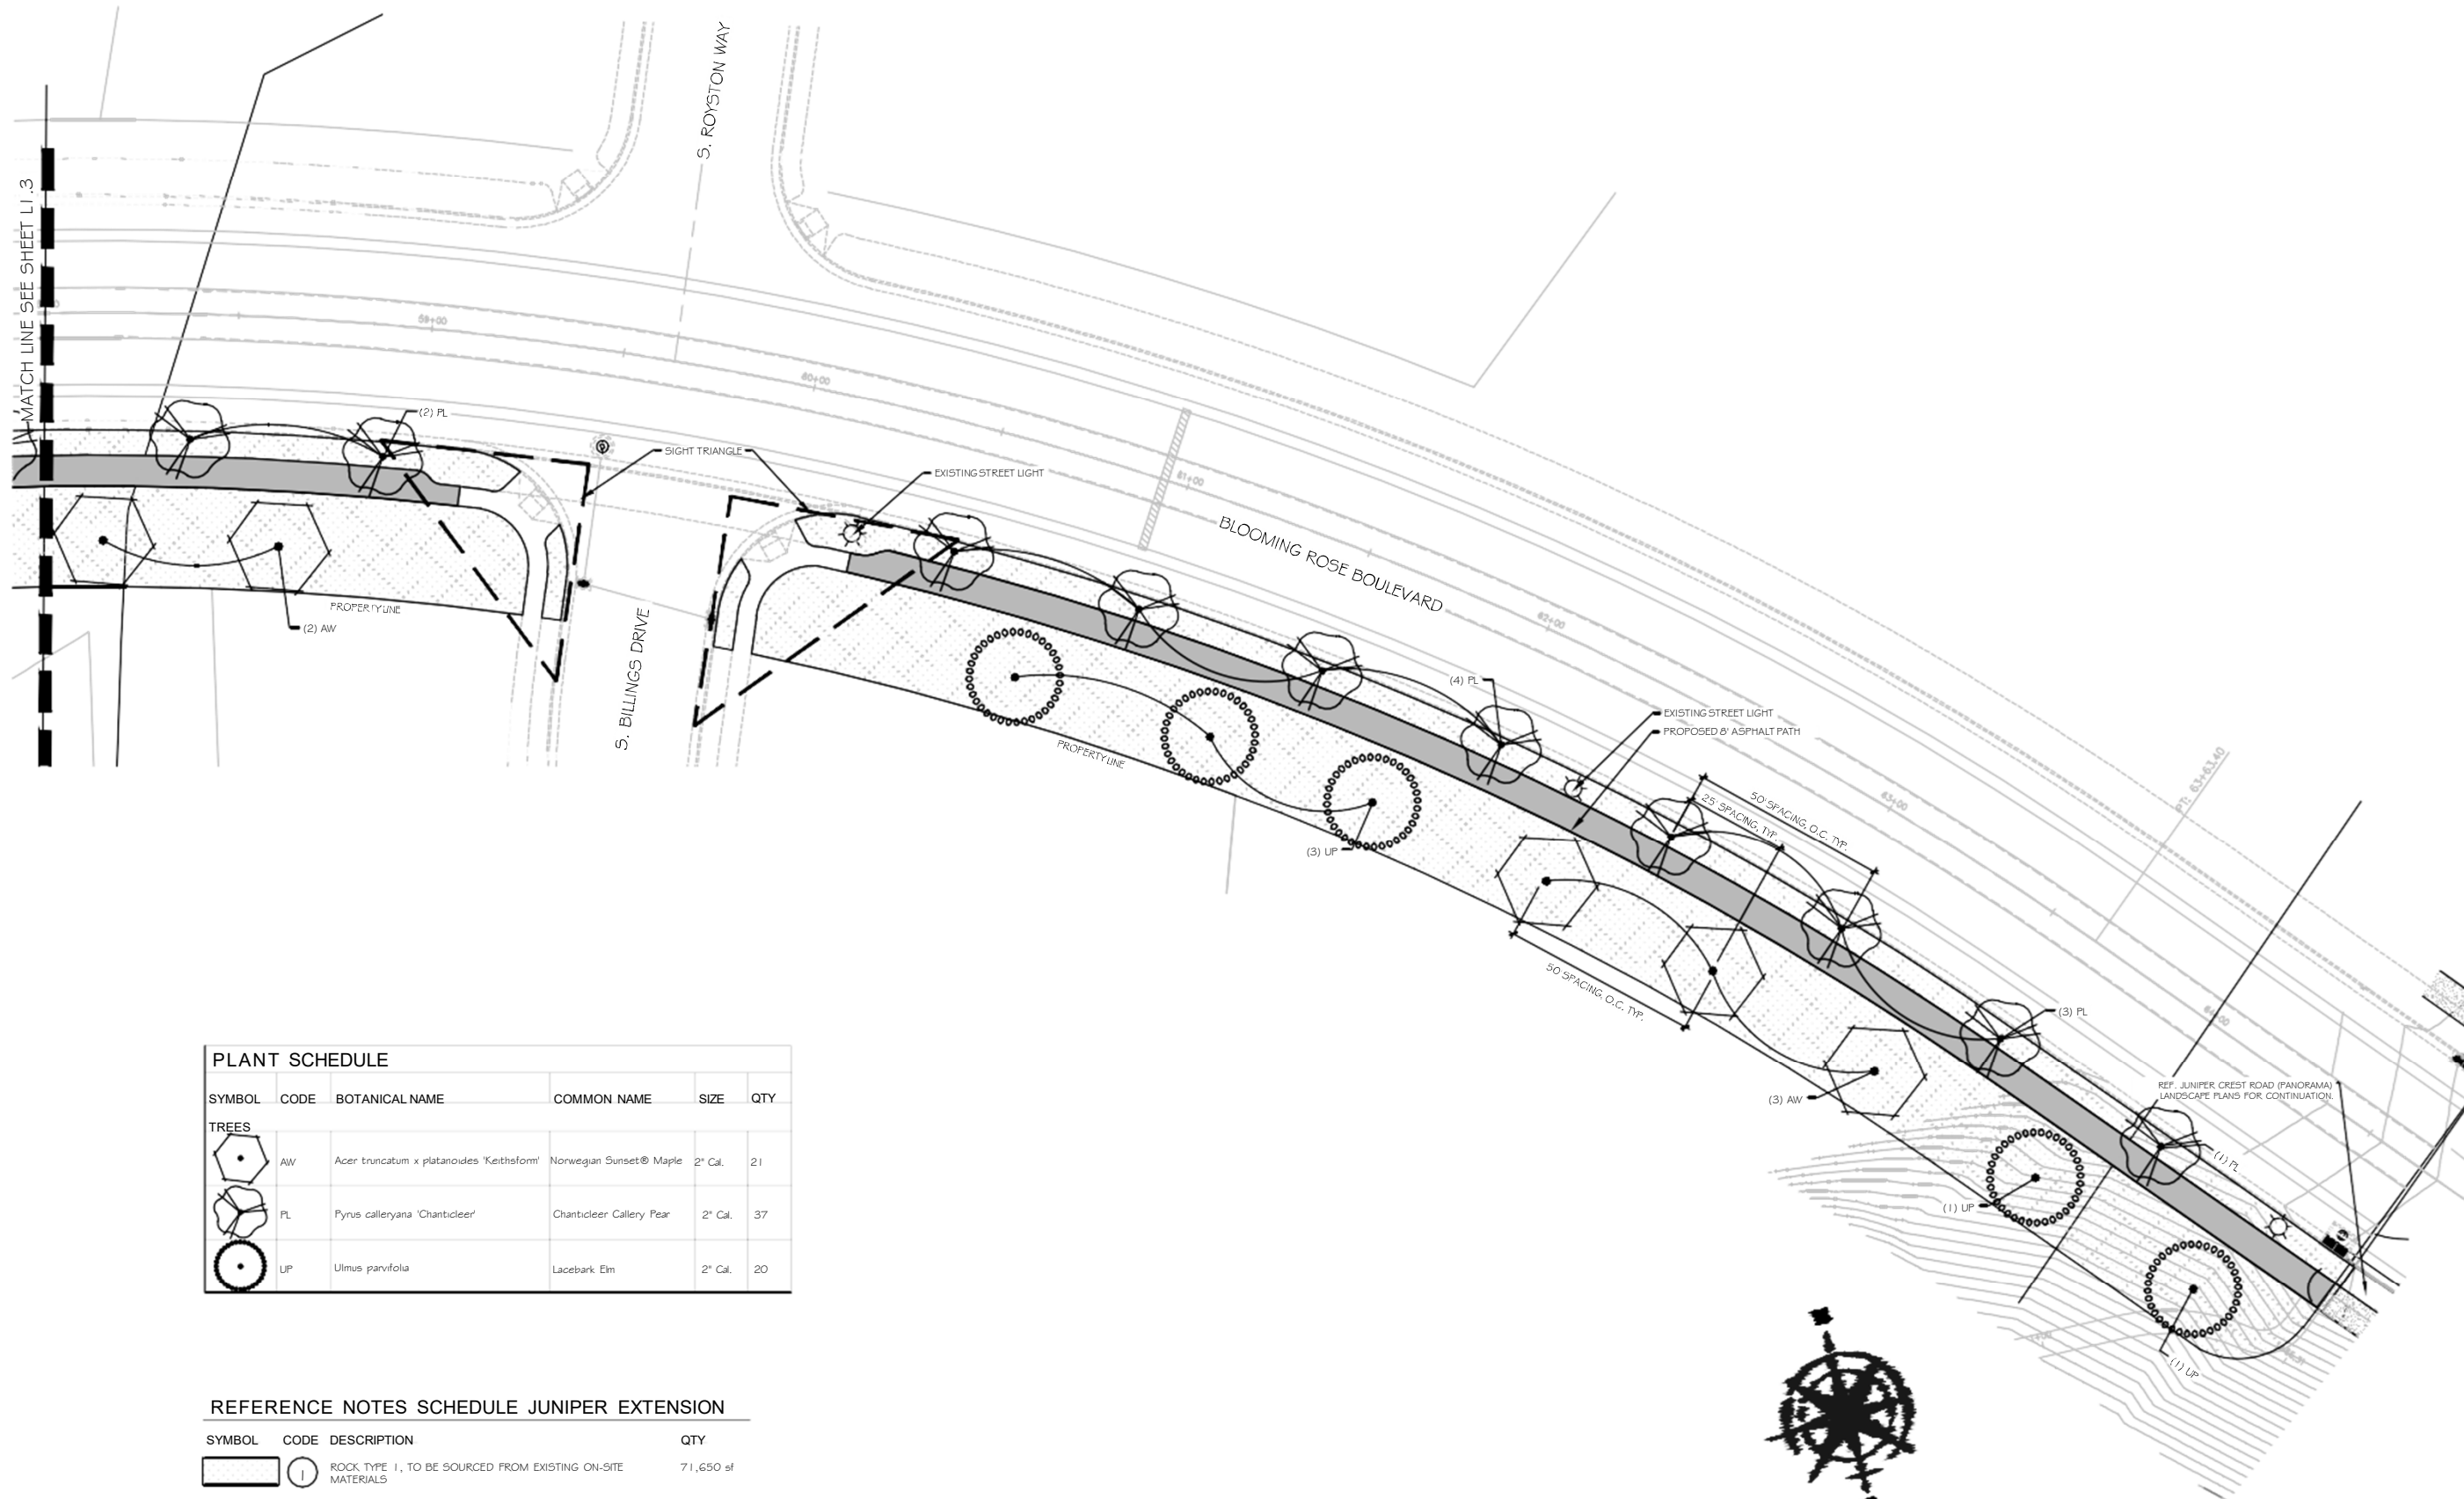 S. ROYSTON WAY
MATCH LINE SEE SHEET L1.3
59+00
60+00
(2) PL
SIGHT TRIANGLE
EXISTING STREET LIGHT
61+00
BLOOMING ROSE BOULEVARD
PROPERTY LINE
(2) AW
S. BILLINGS DRIVE
62+00
(4) PL
EXISTING STREET LIGHT
PROPOSED 8' ASPHALT PATH
PROPERTY LINE
PT: 63+63.40
50' SPACING, O.C. TYP.
25' SPACING, TYP.
63+00
(3) UP
50 SPACING, O.C. TYP.
(3) PL
64+00
(3) AW
REF. JUNIPER CREST ROAD (PANORAMA)
LANDSCAPE PLANS FOR CONTINUATION.
(1) PL
(1) UP
(1) UP
PLANT SCHEDULE
SYMBOL CODE BOTANICAL NAME COMMON NAME SIZE QTY
TREES
AW Acer truncatum x platanoides 'Keithsform' Norwegian Sunset® Maple 2" Cal. 21
PL Pyrus calleryana 'Chanticleer' Chanticleer Callery Pear 2" Cal. 37
UP Ulmus parvifolia Lacebark Elm 2" Cal. 20
REFERENCE NOTES SCHEDULE JUNIPER EXTENSION
SYMBOL CODE DESCRIPTION QTY
1 ROCK TYPE 1, TO BE SOURCED FROM EXISTING ON-SITE 71,650 sf
MATERIALS